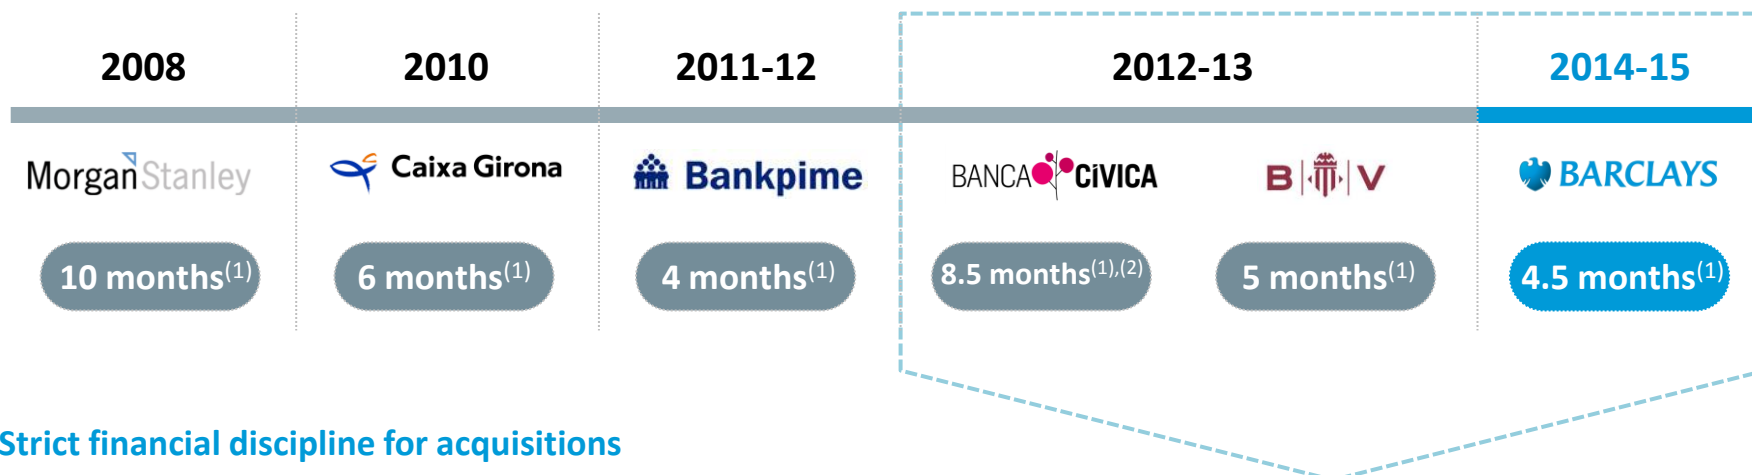 2008 2010 2011-12 2012-13 2014-15
Morgan Stanley Caixa Girona Bankpime BANCA CíVICA B V BARCLAYS
10 months(1) 6 months(1) 4 months(1) 8.5 months(1),(2) 5 months(1) 4.5 months(1)
Strict financial discipline for acquisitions